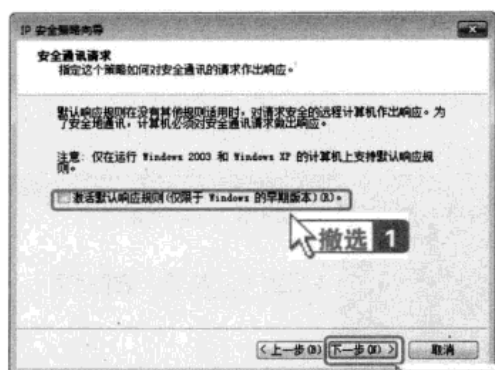 IP 安全策略向导
安全通讯请求
指定这个策略如何对安全通讯的请求作出响应。
默认响应规则在没有其他规则适用时，对请求安全的远程计算机作出响应。为
了安全地通讯，计算机必须对安全通讯请求做出响应。
注意: 仅在运行 Windows 2003 和 Windows XP 的计算机上支持默认响应规
则。
激活默认响应规则(仅限于 Windows 的早期版本)(R)。
撤选 1
< 上一步(B)
下一步(N) >
取消